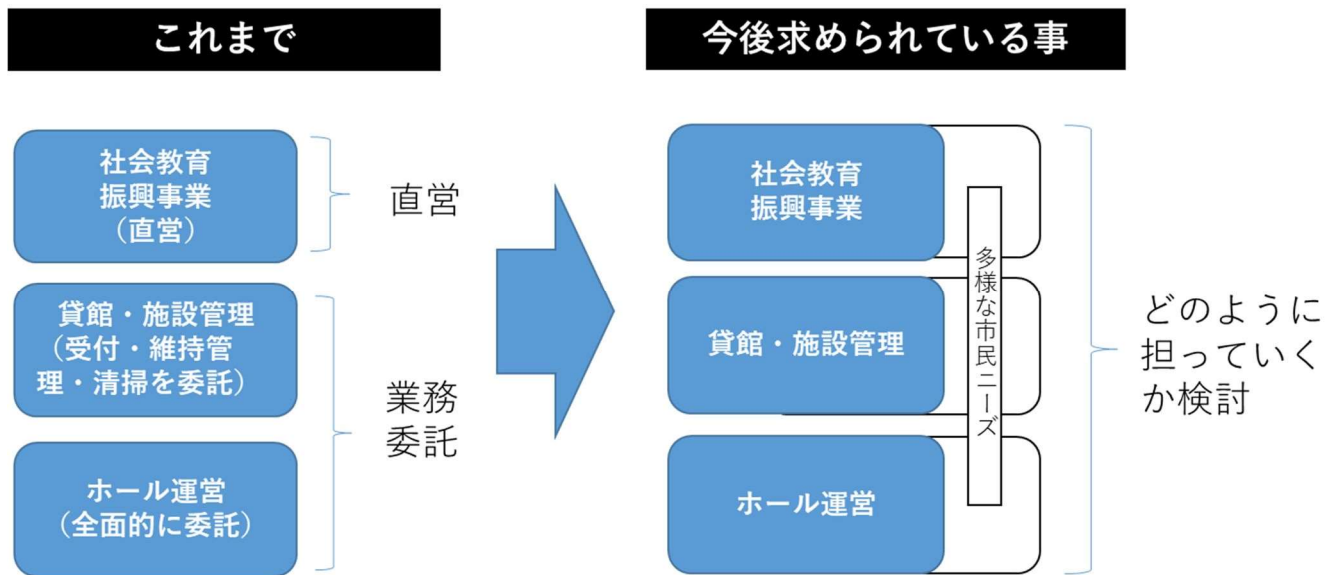 これまで
社会教育
振興事業
（直営）
直営
貸館・施設管理
（受付・維持管
理・清掃を委託）
ホール運営
（全面的に委託）
業務
委託
今後求められている事
社会教育
振興事業
貸館・施設管理
ホール運営
多様な市民ニーズ
どのように
担っていく
か検討